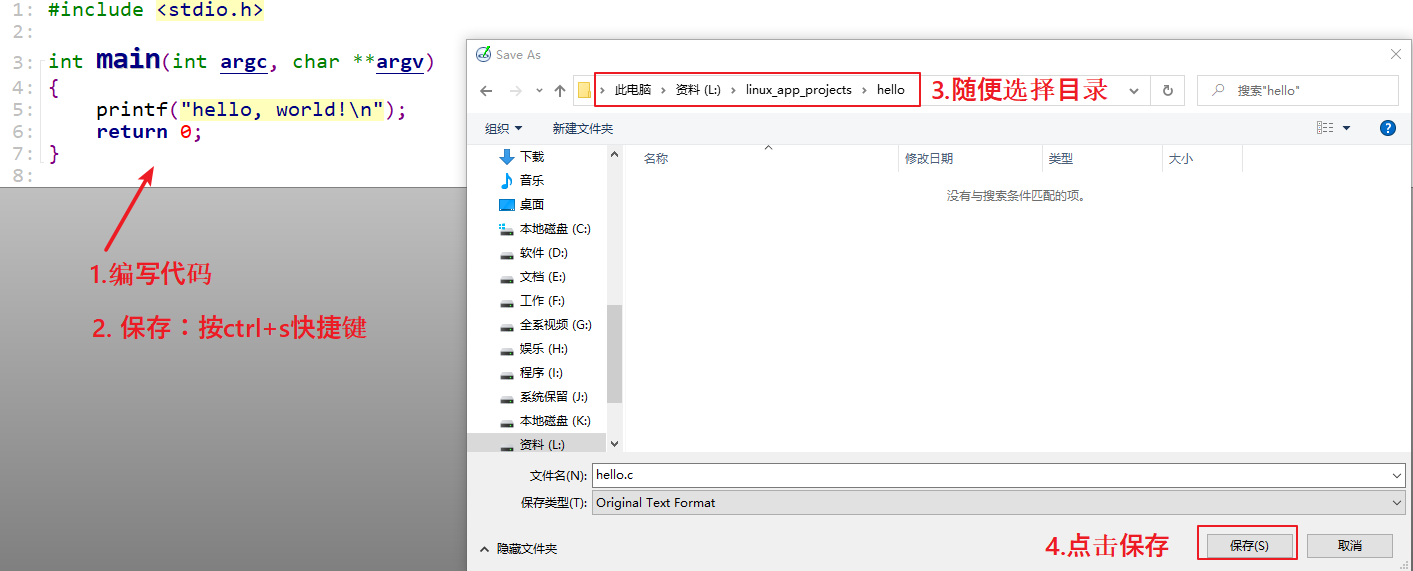 1: #include <stdio.h>
2:
3: int main(int argc, char **argv)
4: {
5:     printf("hello, world!\n");
6:     return 0;
7: }
8:
1.编写代码
2. 保存：按ctrl+s快捷键
Save As
此电脑 > 资料 (L:) > linux_app_projects > hello
3.随便选择目录
搜索"hello"
组织 新建文件夹
下载
音乐
桌面
本地磁盘 (C:)
软件 (D:)
文档 (E:)
工作 (F:)
全系视频 (G:)
娱乐 (H:)
程序 (I:)
系统保留 (J:)
本地磁盘 (K:)
资料 (L:)
名称 修改日期 类型 大小
没有与搜索条件匹配的项。
文件名(N): hello.c
保存类型(T): Original Text Format
隐藏文件夹
4.点击保存
保存(S) 取消